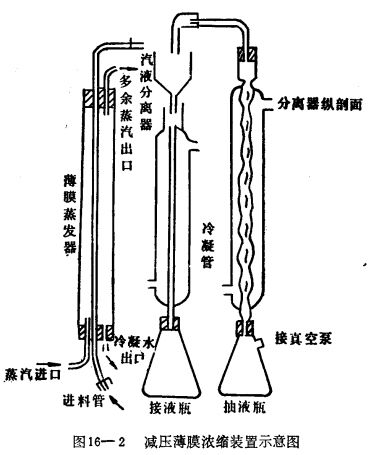 汽液分离器
多余蒸汽出口
分离器纵剖面
薄膜蒸发器
冷凝管
冷凝水
出口
接真空泵
蒸汽进口
进料管
接液瓶
抽液瓶
图16—2 减压薄膜浓缩装置示意图